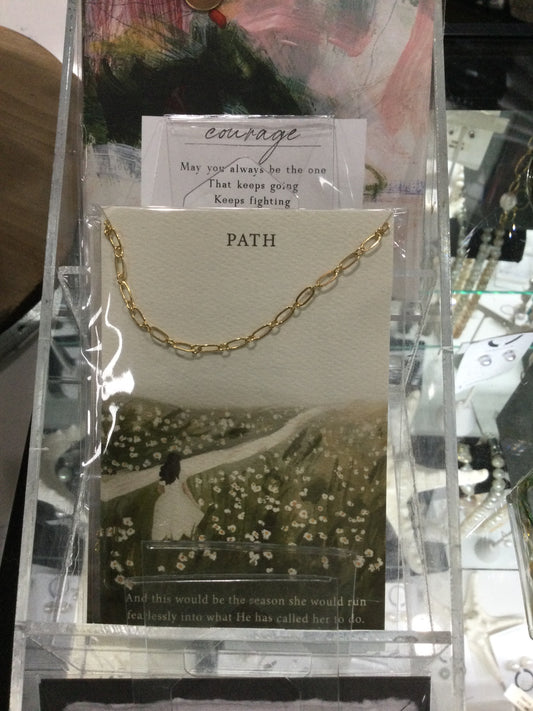 courage
May you always be the one
That keeps going
Keeps fighting
PATH
And this would be the season she would run
fearlessly into what He has called her to do.